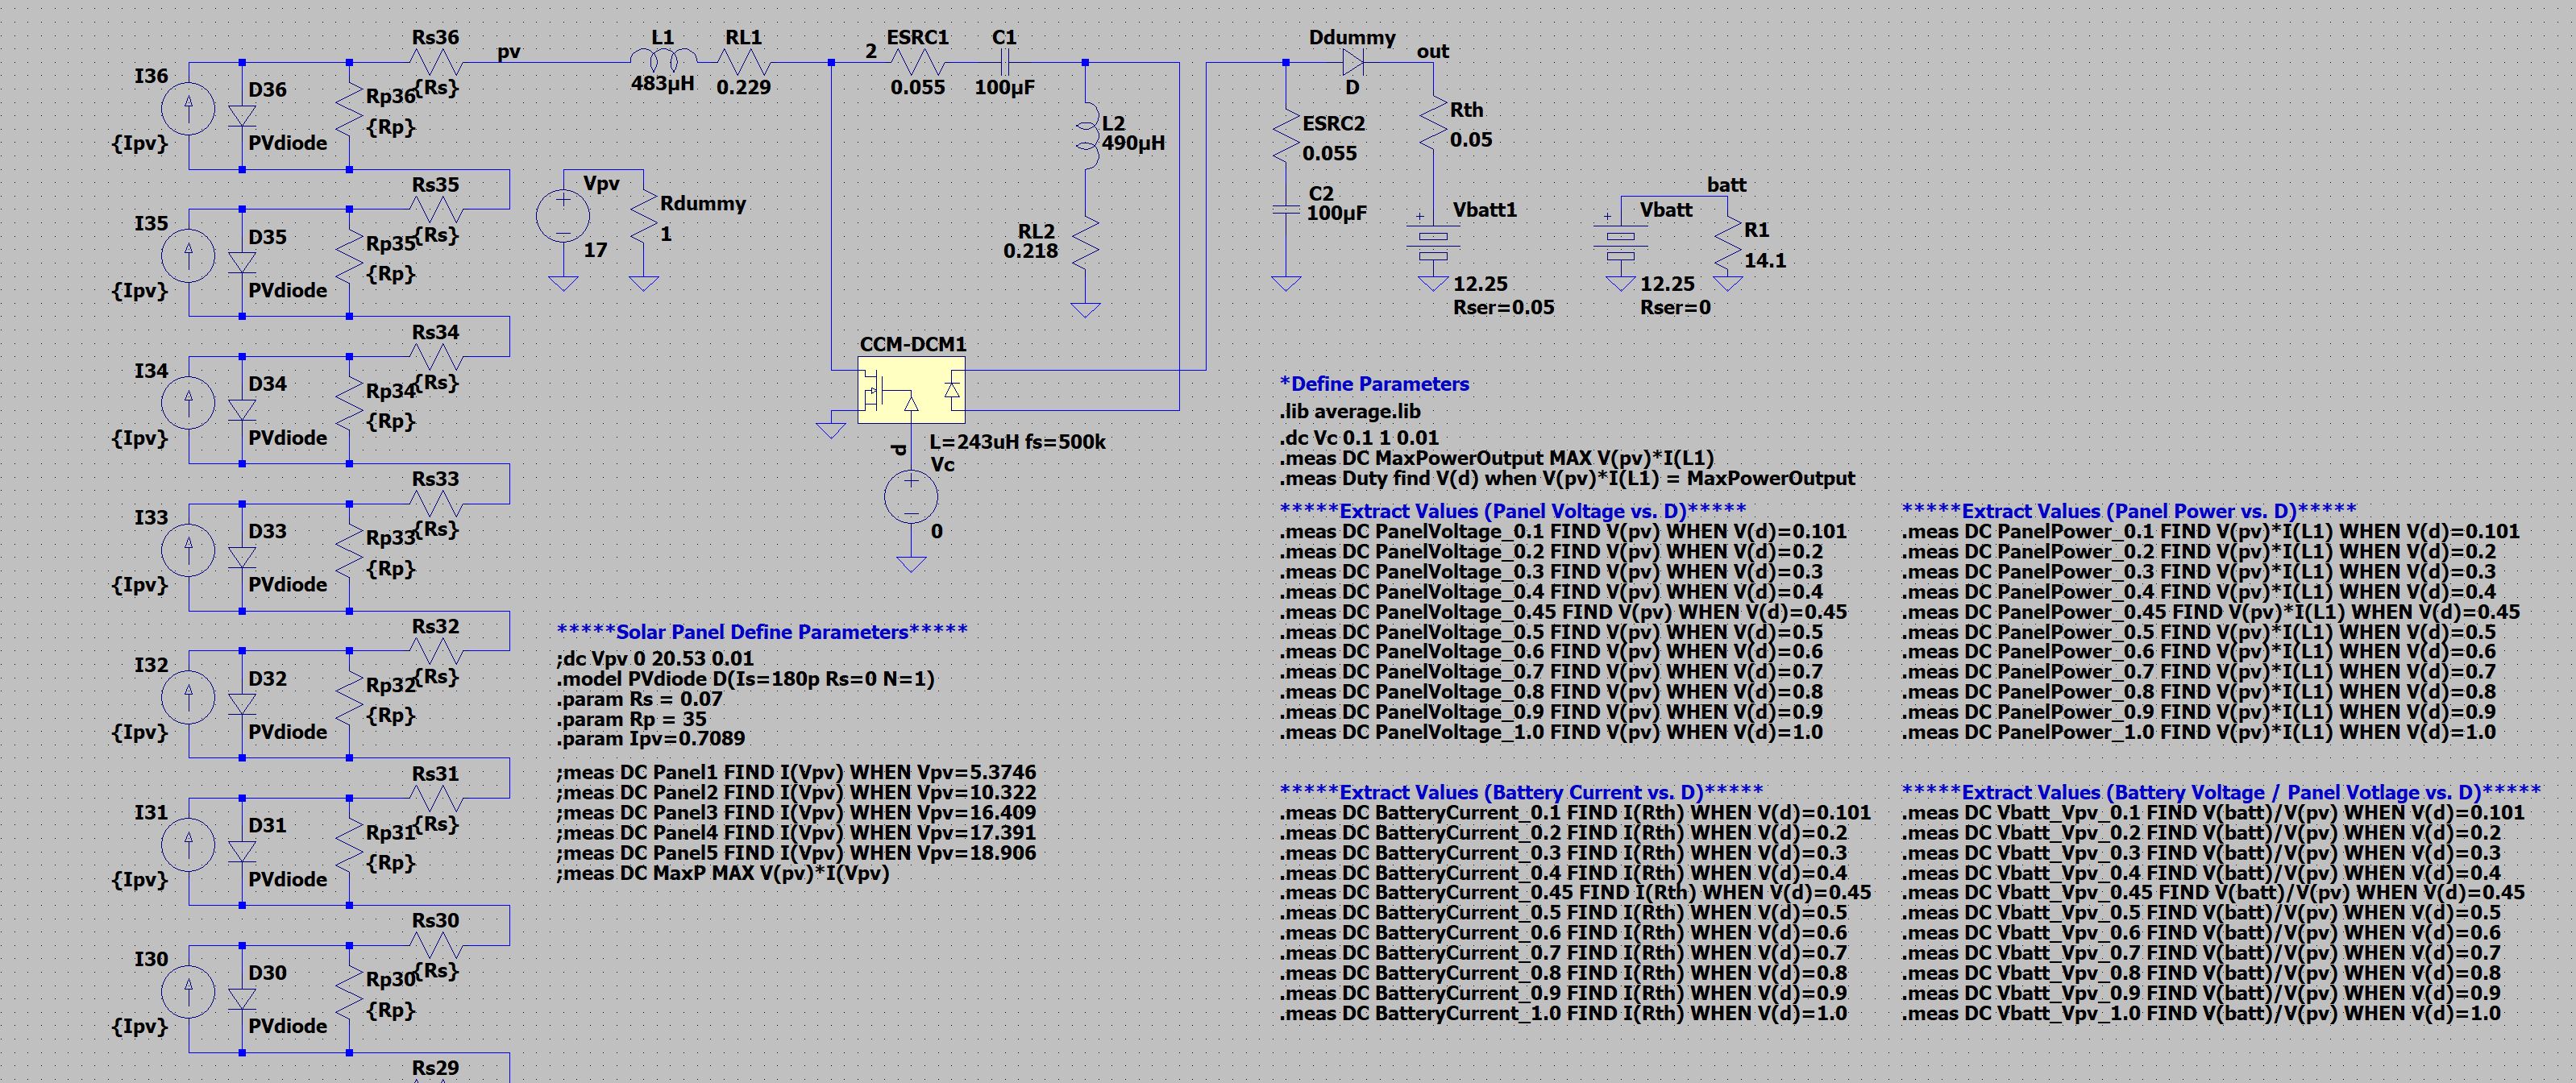 Rs36
pv
L1
RL1
2
ESRC1
C1
Ddummy
out
I36
D36
Rp36
{Rs}
483µH
0.229
0.055
100µF
D
{Rp}
{Ipv}
PVdiode
L2
490µH
ESRC2
0.055
Rth
0.05
Rs35
I35
D35
Rp35
{Rs}
{Rp}
{Ipv}
PVdiode
Vpv
17
Rdummy
1
RL2
0.218
C2
100µF
Vbatt1
12.25
Rser=0.05
batt
Vbatt
12.25
Rser=0
R1
14.1
Rs34
I34
D34
Rp34
{Rs}
{Rp}
{Ipv}
PVdiode
CCM-DCM1
L=243uH fs=500k
d
Vc
0
Rs33
I33
D33
Rp33
{Rs}
{Rp}
{Ipv}
PVdiode
Rs32
I32
D32
Rp32
{Rs}
{Rp}
{Ipv}
PVdiode
Rs31
I31
D31
Rp31
{Rs}
{Rp}
{Ipv}
PVdiode
Rs30
I30
D30
Rp30
{Rs}
{Rp}
{Ipv}
PVdiode
Rs29
*****Solar Panel Define Parameters*****
;dc Vpv 0 20.53 0.01
.model PVdiode D(Is=180p Rs=0 N=1)
.param Rs = 0.07
.param Rp = 35
.param Ipv=0.7089
;meas DC Panel1 FIND I(Vpv) WHEN Vpv=5.3746
;meas DC Panel2 FIND I(Vpv) WHEN Vpv=10.322
;meas DC Panel3 FIND I(Vpv) WHEN Vpv=16.409
;meas DC Panel4 FIND I(Vpv) WHEN Vpv=17.391
;meas DC Panel5 FIND I(Vpv) WHEN Vpv=18.906
;meas DC MaxP MAX V(pv)*I(Vpv)
*Define Parameters
.lib average.lib
.dc Vc 0.1 1 0.01
.meas DC MaxPowerOutput MAX V(pv)*I(L1)
.meas Duty find V(d) when V(pv)*I(L1) = MaxPowerOutput
*****Extract Values (Panel Voltage vs. D)*****
.meas DC PanelVoltage_0.1 FIND V(pv) WHEN V(d)=0.101
.meas DC PanelVoltage_0.2 FIND V(pv) WHEN V(d)=0.2
.meas DC PanelVoltage_0.3 FIND V(pv) WHEN V(d)=0.3
.meas DC PanelVoltage_0.4 FIND V(pv) WHEN V(d)=0.4
.meas DC PanelVoltage_0.45 FIND V(pv) WHEN V(d)=0.45
.meas DC PanelVoltage_0.5 FIND V(pv) WHEN V(d)=0.5
.meas DC PanelVoltage_0.6 FIND V(pv) WHEN V(d)=0.6
.meas DC PanelVoltage_0.7 FIND V(pv) WHEN V(d)=0.7
.meas DC PanelVoltage_0.8 FIND V(pv) WHEN V(d)=0.8
.meas DC PanelVoltage_0.9 FIND V(pv) WHEN V(d)=0.9
.meas DC PanelVoltage_1.0 FIND V(pv) WHEN V(d)=1.0
*****Extract Values (Panel Power vs. D)*****
.meas DC PanelPower_0.1 FIND V(pv)*I(L1) WHEN V(d)=0.101
.meas DC PanelPower_0.2 FIND V(pv)*I(L1) WHEN V(d)=0.2
.meas DC PanelPower_0.3 FIND V(pv)*I(L1) WHEN V(d)=0.3
.meas DC PanelPower_0.4 FIND V(pv)*I(L1) WHEN V(d)=0.4
.meas DC PanelPower_0.45 FIND V(pv)*I(L1) WHEN V(d)=0.45
.meas DC PanelPower_0.5 FIND V(pv)*I(L1) WHEN V(d)=0.5
.meas DC PanelPower_0.6 FIND V(pv)*I(L1) WHEN V(d)=0.6
.meas DC PanelPower_0.7 FIND V(pv)*I(L1) WHEN V(d)=0.7
.meas DC PanelPower_0.8 FIND V(pv)*I(L1) WHEN V(d)=0.8
.meas DC PanelPower_0.9 FIND V(pv)*I(L1) WHEN V(d)=0.9
.meas DC PanelPower_1.0 FIND V(pv)*I(L1) WHEN V(d)=1.0
*****Extract Values (Battery Current vs. D)*****
.meas DC BatteryCurrent_0.1 FIND I(Rth) WHEN V(d)=0.101
.meas DC BatteryCurrent_0.2 FIND I(Rth) WHEN V(d)=0.2
.meas DC BatteryCurrent_0.3 FIND I(Rth) WHEN V(d)=0.3
.meas DC BatteryCurrent_0.4 FIND I(Rth) WHEN V(d)=0.4
.meas DC BatteryCurrent_0.45 FIND I(Rth) WHEN V(d)=0.45
.meas DC BatteryCurrent_0.5 FIND I(Rth) WHEN V(d)=0.5
.meas DC BatteryCurrent_0.6 FIND I(Rth) WHEN V(d)=0.6
.meas DC BatteryCurrent_0.7 FIND I(Rth) WHEN V(d)=0.7
.meas DC BatteryCurrent_0.8 FIND I(Rth) WHEN V(d)=0.8
.meas DC BatteryCurrent_0.9 FIND I(Rth) WHEN V(d)=0.9
.meas DC BatteryCurrent_1.0 FIND I(Rth) WHEN V(d)=1.0
*****Extract Values (Battery Voltage / Panel Votlage vs. D)*****
.meas DC Vbatt_Vpv_0.1 FIND V(batt)/V(pv) WHEN V(d)=0.101
.meas DC Vbatt_Vpv_0.2 FIND V(batt)/V(pv) WHEN V(d)=0.2
.meas DC Vbatt_Vpv_0.3 FIND V(batt)/V(pv) WHEN V(d)=0.3
.meas DC Vbatt_Vpv_0.4 FIND V(batt)/V(pv) WHEN V(d)=0.4
.meas DC Vbatt_Vpv_0.45 FIND V(batt)/V(pv) WHEN V(d)=0.45
.meas DC Vbatt_Vpv_0.5 FIND V(batt)/V(pv) WHEN V(d)=0.5
.meas DC Vbatt_Vpv_0.6 FIND V(batt)/V(pv) WHEN V(d)=0.6
.meas DC Vbatt_Vpv_0.7 FIND V(batt)/V(pv) WHEN V(d)=0.7
.meas DC Vbatt_Vpv_0.8 FIND V(batt)/V(pv) WHEN V(d)=0.8
.meas DC Vbatt_Vpv_0.9 FIND V(batt)/V(pv) WHEN V(d)=0.9
.meas DC Vbatt_Vpv_1.0 FIND V(batt)/V(pv) WHEN V(d)=1.0